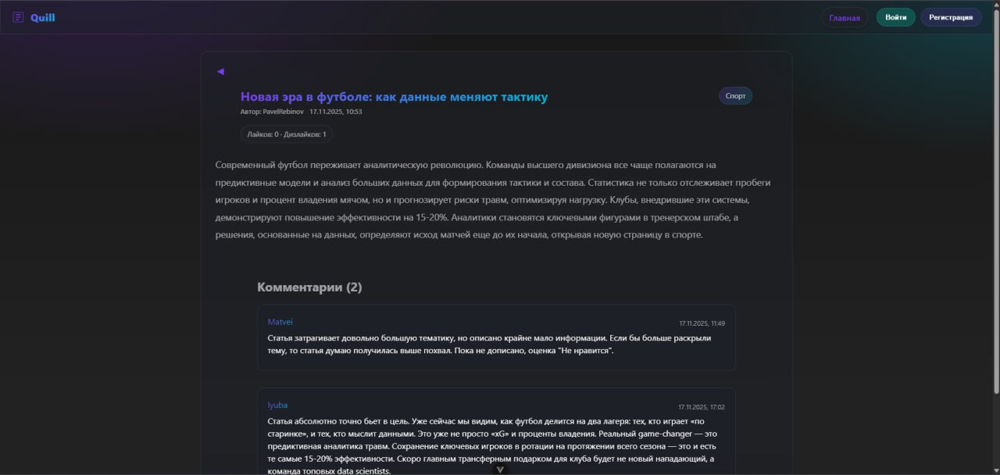 Quill
Главная
Войти
Регистрация
Новая эра в футболе: как данные меняют тактику
Спорт
Автор: PavelRebinov 17.11.2025, 10:53
Лайков: 0 · Дизлайков: 1
Современный футбол переживает аналитическую революцию. Команды высшего дивизиона все чаще полагаются на
предиктивные модели и анализ больших данных для формирования тактики и состава. Статистика не только отслеживает пробеги
игроков и процент владения мячом, но и прогнозирует риски травм, оптимизируя нагрузку. Клубы, внедрившие эти системы,
демонстрируют повышение эффективности на 15-20%. Аналитики становятся ключевыми фигурами в тренерском штабе, а
решения, основанные на данных, определяют исход матчей еще до их начала, открывая новую страницу в спорте.
Комментарии (2)
Matvei
17.11.2025, 11:49
Статья затрагивает довольно большую тематику, но описано крайне мало информации. Если бы больше раскрыли
тему, то статья думаю получилась выше похвал. Пока не дописано, оценка "Не нравится".
lyuba
17.11.2025, 17:02
Статья абсолютно точно бьет в цель. Уже сейчас мы видим, как футбол делится на два лагеря: тех, кто играет «по
старинке», и тех, кто мыслит данными. Это уже не просто «xG» и проценты владения. Реальный game-changer — это
предиктивная аналитика травм. Сохранение ключевых игроков в ротации на протяжении всего сезона — это и есть
те самые 15-20% эффективности. Скоро главным трансферным подарком для клуба будет не новый нападающий, а
команда топовых data scientists.